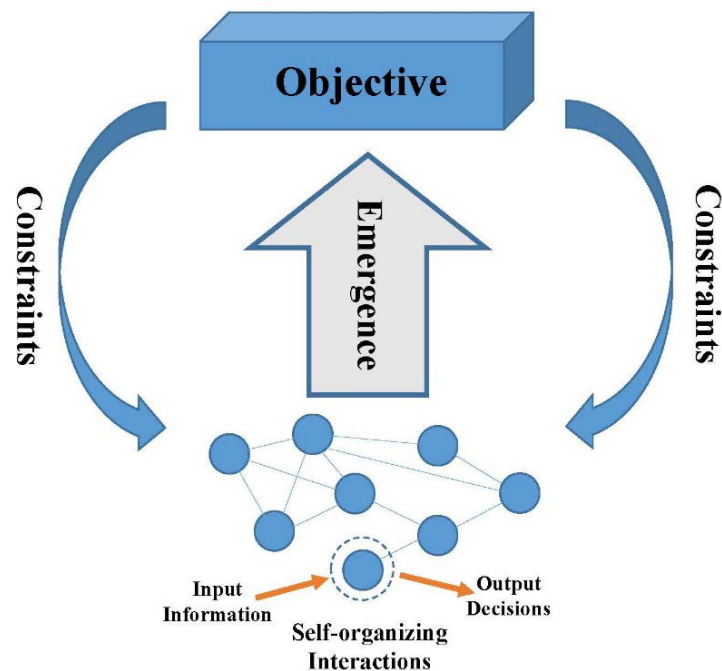 Objective
Constraints
Emergence
Constraints
Input
Information
Output
Decisions
Self-organizing
Interactions